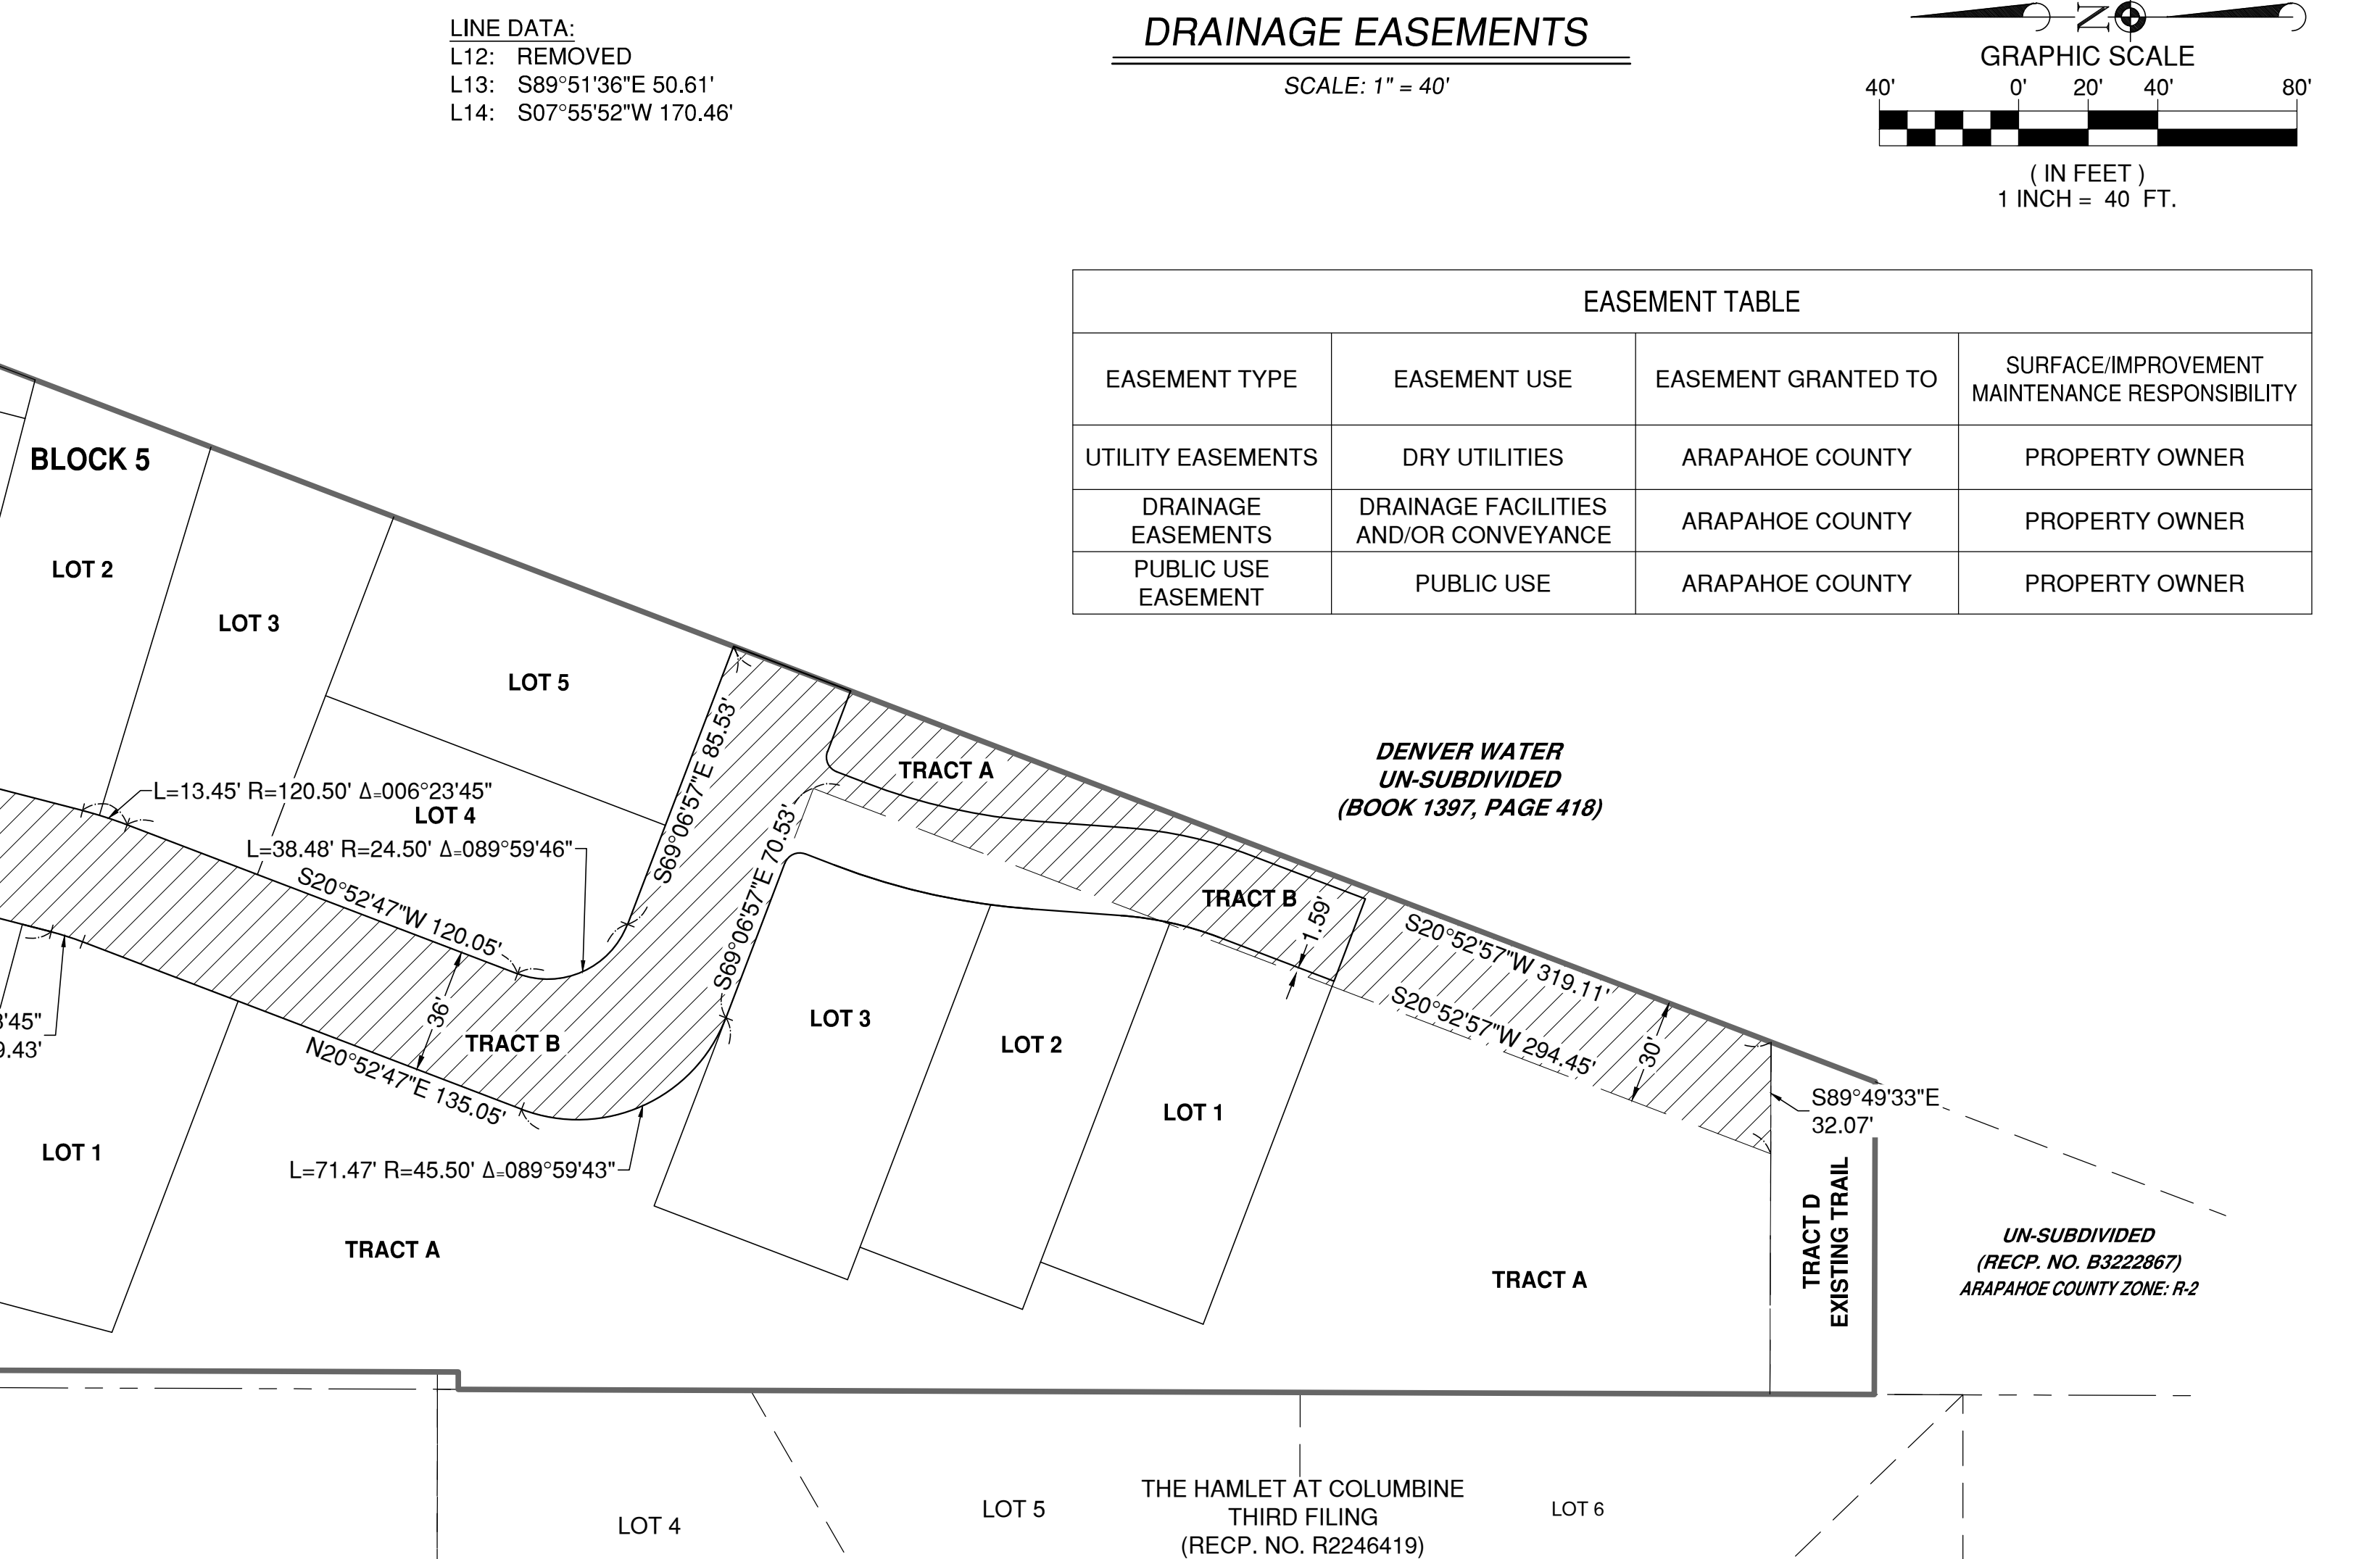 LINE DATA:
L12: REMOVED
L13: S89°51'36"E 50.61'
L14: S07°55'52"W 170.46'
DRAINAGE EASEMENTS
SCALE: 1" = 40'
N
GRAPHIC SCALE
40' 0' 20' 40' 80'
( IN FEET )
1 INCH = 40 FT.
EASEMENT TABLE
EASEMENT TYPE
EASEMENT USE
EASEMENT GRANTED TO
SURFACE/IMPROVEMENT
MAINTENANCE RESPONSIBILITY
UTILITY EASEMENTS
DRY UTILITIES
ARAPAHOE COUNTY
PROPERTY OWNER
DRAINAGE
EASEMENTS
DRAINAGE FACILITIES
AND/OR CONVEYANCE
ARAPAHOE COUNTY
PROPERTY OWNER
PUBLIC USE
EASEMENT
PUBLIC USE
ARAPAHOE COUNTY
PROPERTY OWNER
BLOCK 5
LOT 2
LOT 3
LOT 5
L=13.45' R=120.50' Δ=006°23'45"
LOT 4
L=38.48' R=24.50' Δ=089°59'46"
S69°06'57"E 85.53'
S69°06'57"E 70.53'
TRACT A
DENVER WATER
UN-SUBDIVIDED
(BOOK 1397, PAGE 418)
S20°52'47"W 120.05'
TRACT B
1.59'
S20°52'57"W 319.11'
S20°52'57"W 294.45'
30'
36'
TRACT B
N20°52'47"E 135.05'
3'45"
9.43'
LOT 3
LOT 2
LOT 1
LOT 1
L=71.47' R=45.50' Δ=089°59'43"
S89°49'33"E
32.07'
TRACT A
TRACT A
TRACT D
EXISTING TRAIL
UN-SUBDIVIDED
(RECP. NO. B3222867)
ARAPAHOE COUNTY ZONE: R-2
LOT 4
LOT 5
THE HAMLET AT COLUMBINE
THIRD FILING
(RECP. NO. R2246419)
LOT 6